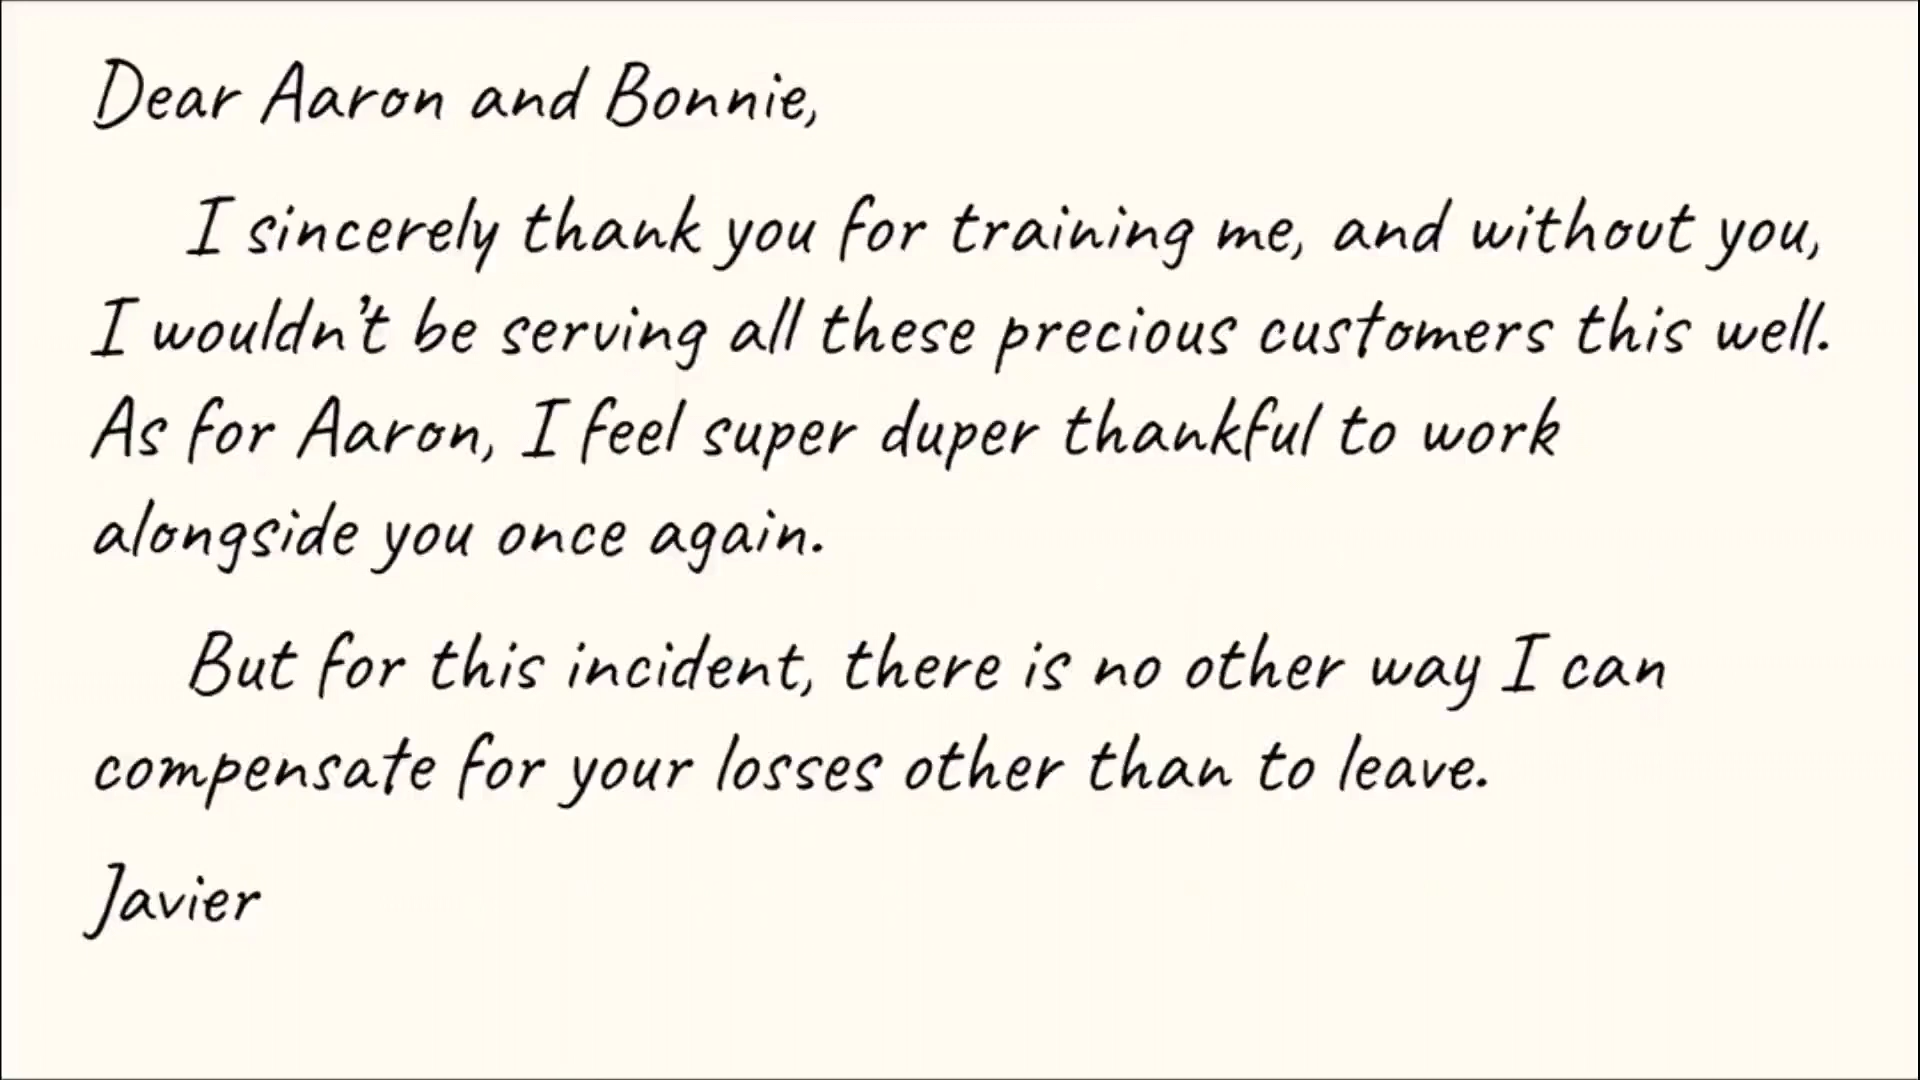 Dear Aaron and Bonnie,
I sincerely thank you for training me, and without you,
I wouldn't be serving all these precious customers this well.
As for Aaron, I feel super duper thankful to work
alongside you once again.
But for this incident, there is no other way I can
compensate for your losses other than to leave.
Javier